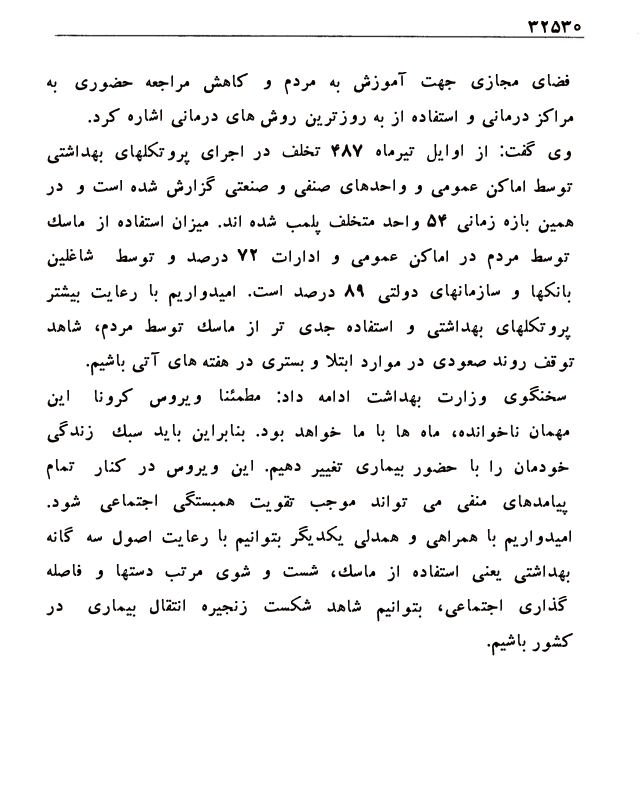 ۳۲۵۳۰
فضای مجازی جهت آموزش به مردم و کاهش مراجعه حضوری به
مراکز درمانی و استفاده از به روزترین روش های درمانی اشاره کرد.
وی گفت: از اوایل تیرماه ۴۸۷ تخلف در اجرای پروتکلهای بهداشتی
توسط اماکن عمومی و واحدهای صنفی و صنعتی گزارش شده است و در
همین بازه زمانی ۵۴ واحد متخلف پلمب شده اند. میزان استفاده از ماسک
توسط مردم در اماکن عمومی و ادارات ۷۲ درصد و توسط شاغلین
بانکها و سازمانهای دولتی ۸۹ درصد است. امیدواریم با رعایت بیشتر
پروتکلهای بهداشتی و استفاده جدی تر از ماسک توسط مردم، شاهد
توقف روند صعودی در موارد ابتلا و بستری در هفته های آتی باشیم.
سخنگوی وزارت بهداشت ادامه داد: مطمئنا ویروس کرونا این
مهمان ناخوانده، ماه ها با ما خواهد بود. بنابراین باید سبک زندگی
خودمان را با حضور بیماری تغییر دهیم. این ویروس در کنار تمام
پیامدهای منفی می تواند موجب تقویت همبستگی اجتماعی شود.
امیدواریم با همراهی و همدلی یکدیگر بتوانیم با رعایت اصول سه گانه
بهداشتی یعنی استفاده از ماسک، شست و شوی مرتب دستها و فاصله
گذاری اجتماعی، بتوانیم شاهد شکست زنجیره انتقال بیماری در
کشور باشیم.